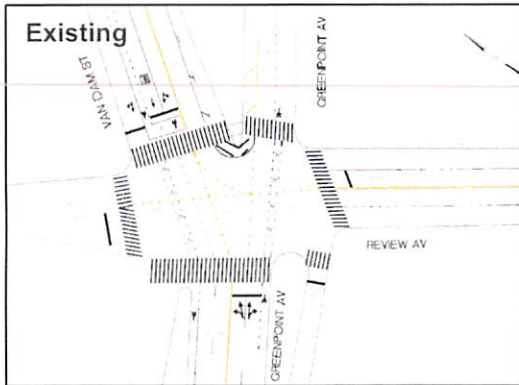 Existing
VAN DAM ST
GREENPOINT AV
REVIEW AV
GREENPOINT AV